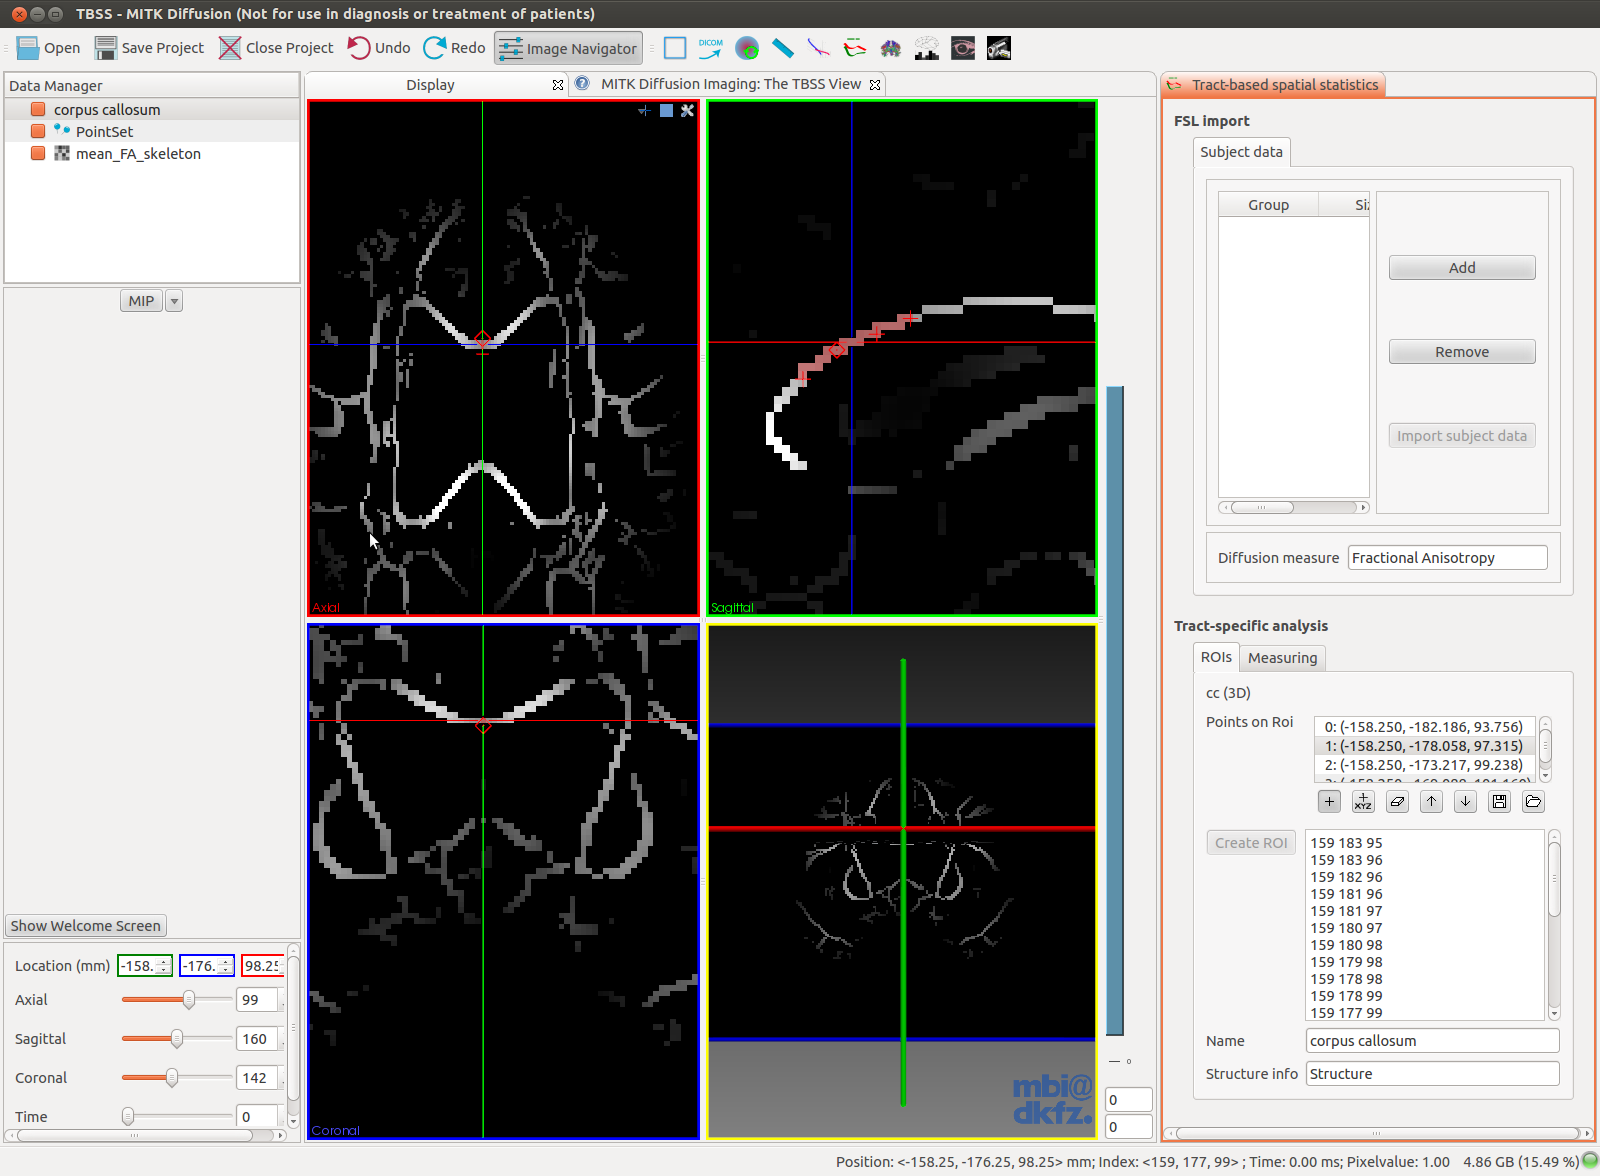 TBSS - MITK Diffusion (Not for use in diagnosis or treatment of patients)
Open Save Project Close Project Undo Redo Image Navigator DICOM
Data Manager
corpus callosum
PointSet
mean_FA_skeleton
MIP
Show Welcome Screen
Location (mm) -158. -176. 98.25
Axial 99
Sagittal 160
Coronal 142
Time 0
Display
MITK Diffusion Imaging: The TBSS View
Axial
Sagittal
Coronal
mbi@
dkfz.
0
0
0
Tract-based spatial statistics
FSL import
Subject data
Group Siz
Add
Remove
Import subject data
Diffusion measure Fractional Anisotropy
Tract-specific analysis
ROIs Measuring
cc (3D)
Points on Roi
0: (-158.250, -182.186, 93.756)
1: (-158.250, -178.058, 97.315)
2: (-158.250, -173.217, 99.238)
XYZ
Create ROI
159 183 95
159 183 96
159 182 96
159 181 96
159 181 97
159 180 97
159 180 98
159 179 98
159 178 98
159 178 99
159 177 99
Name corpus callosum
Structure info Structure
Position: <-158.25, -176.25, 98.25> mm; Index: <159, 177, 99> ; Time: 0.00 ms; Pixelvalue: 1.00 4.86 GB (15.49 %)